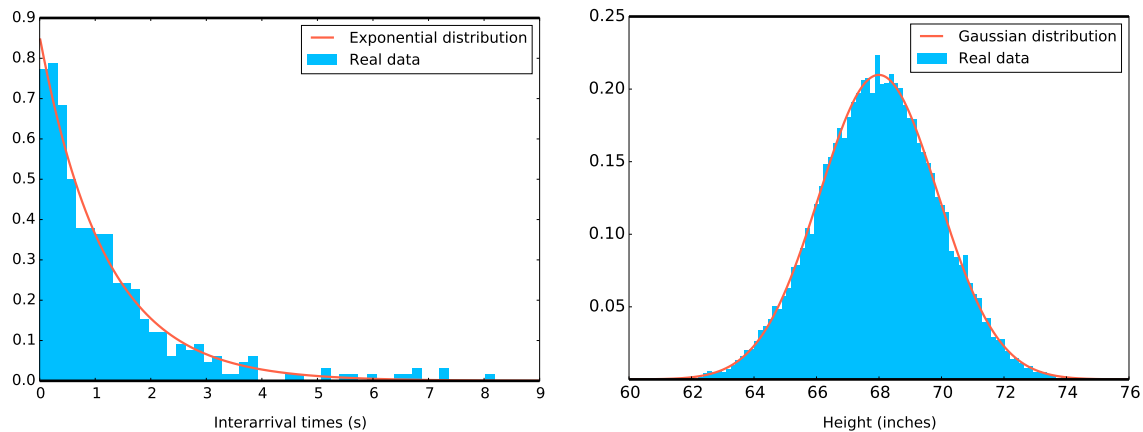 0.9
0.8
0.7
0.6
0.5
0.4
0.3
0.2
0.1
0.0
0 1 2 3 4 5 6 7 8 9
Interarrival times (s)
Exponential distribution
Real data
0.25
0.20
0.15
0.10
0.05
60 62 64 66 68 70 72 74 76
Height (inches)
Gaussian distribution
Real data